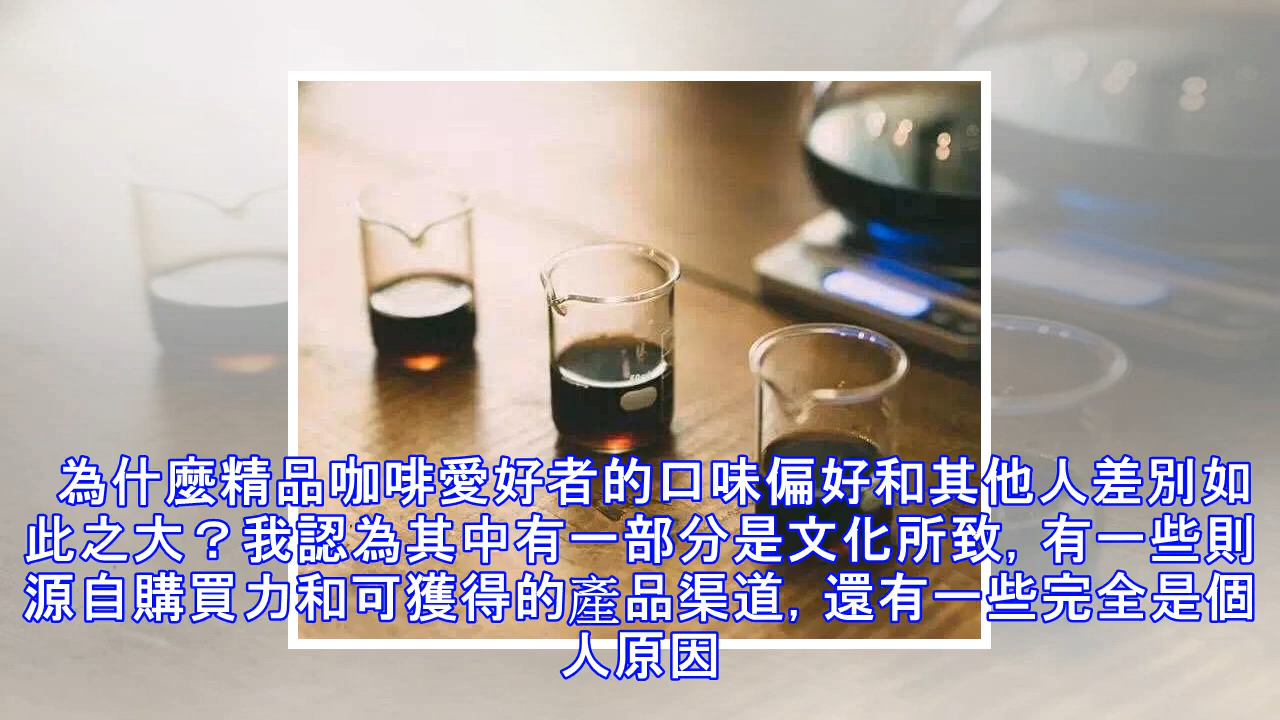 為什麼精品咖啡愛好者的口味偏好和其他人差別如
此之大？我認為其中有一部分是文化所致, 有一些則
源自購買力和可獲得的產品渠道, 還有一些完全是個
人原因